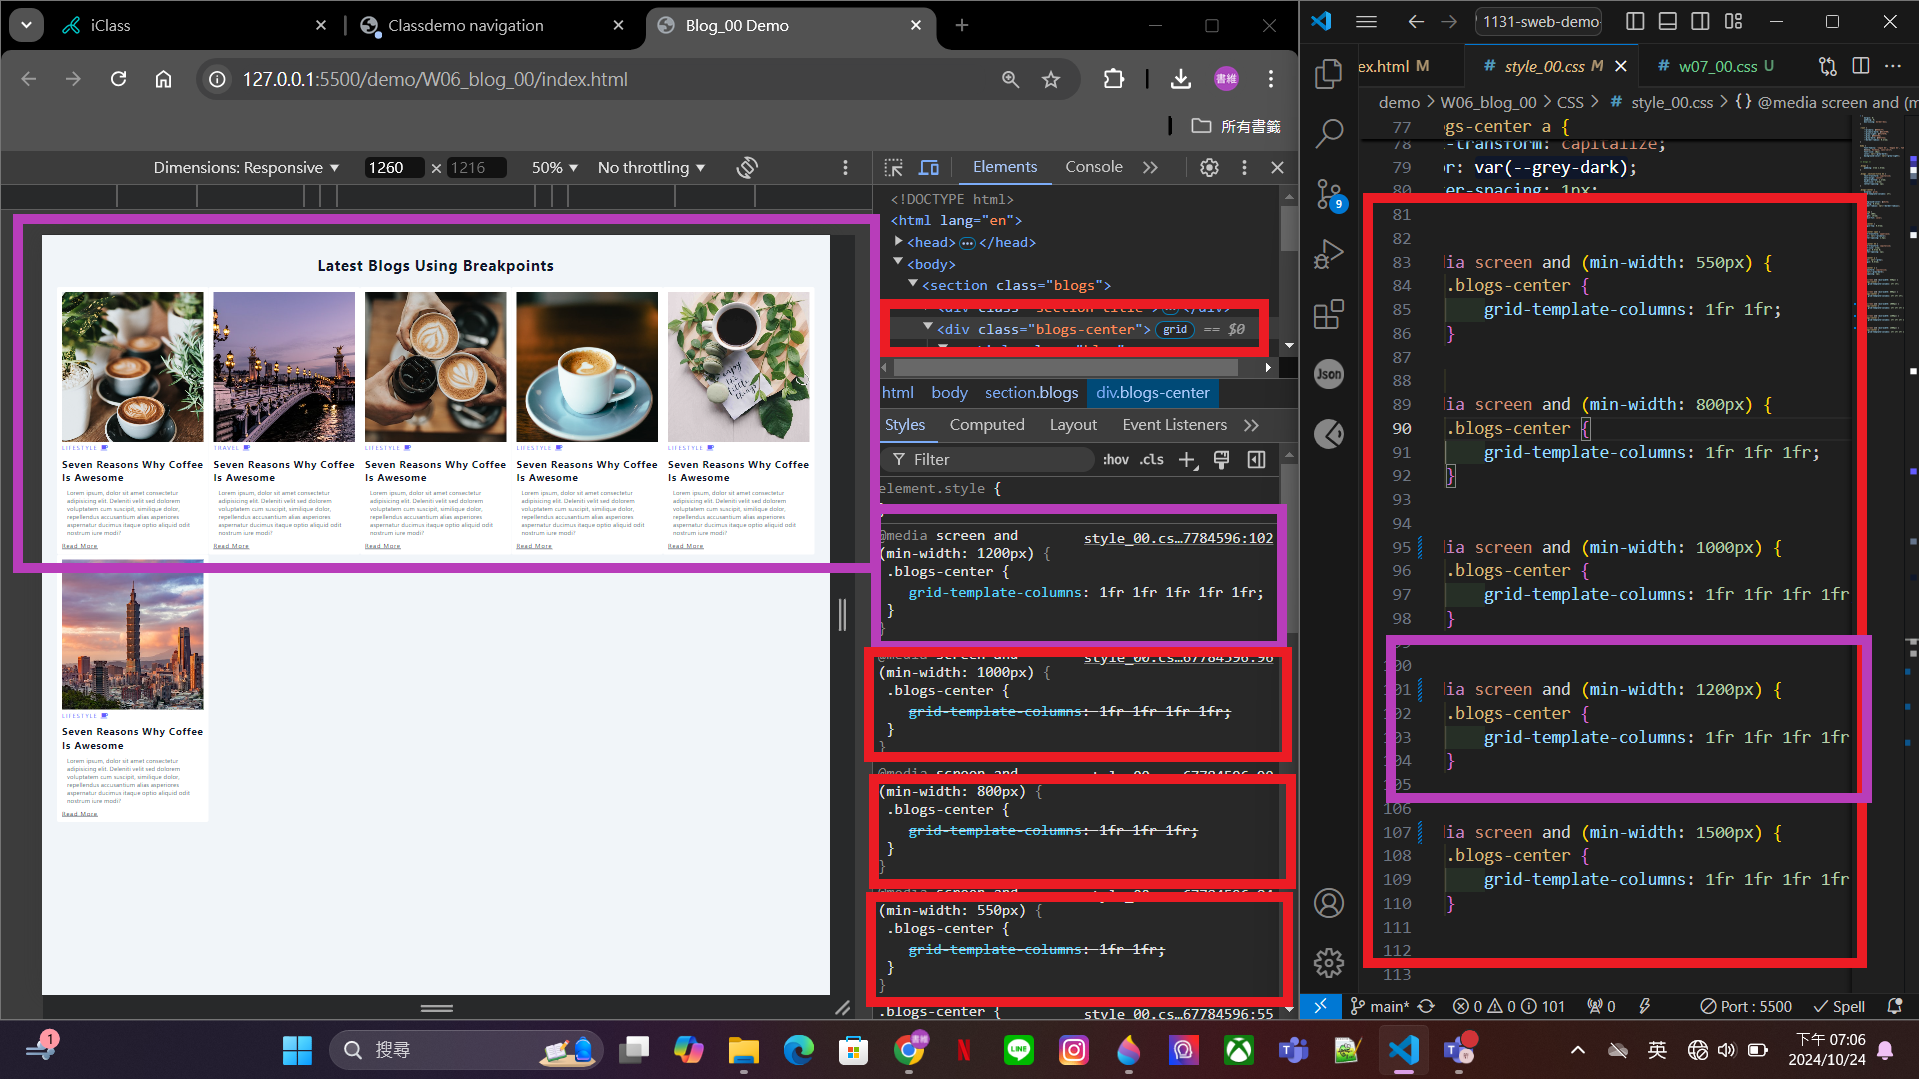 iClass
Classdemo navigation
Blog_00 Demo
127.0.0.1:5500/demo/W06_blog_00/index.html
書維
所有書籤
Dimensions: Responsive
1260 × 1216
50%
No throttling
Elements
Console
<!DOCTYPE html>
<html lang="en">
<head> </head>
<body>
<section class="blogs">
<div class="blogs-center"> grid == $0
html body section.blogs div.blogs-center
Styles Computed Layout Event Listeners
Filter
:hov .cls
element.style {
@media screen and
style_00.cs…7784596:102
(min-width: 1200px) {
.blogs-center {
grid-template-columns: 1fr 1fr 1fr 1fr 1fr;
}
}
(min-width: 1000px) {
.blogs-center {
grid-template-columns: 1fr 1fr 1fr 1fr;
}
}
(min-width: 800px) {
.blogs-center {
grid-template-columns: 1fr 1fr 1fr;
}
}
(min-width: 550px) {
.blogs-center {
grid-template-columns: 1fr 1fr;
}
}
.blogs-center {
style_00.cs…67784596:55
Latest Blogs Using Breakpoints
LIFESTYLE
Seven Reasons Why Coffee
Is Awesome
Lorem ipsum, dolor sit amet consectetur
adipisicing elit. Deleniti velit sed dolorem
voluptatem cum suscipit, similique dolor,
repellendus accusantium alias maiores
aspernatur ducimus itaque optio aliquid odit
nostrum iure modi?
Read More
TRAVEL
Seven Reasons Why Coffee
Is Awesome
Lorem ipsum, dolor sit amet consectetur
adipisicing elit. Deleniti velit sed dolorem
voluptatem cum suscipit, similique dolor,
repellendus accusantium alias maiores
aspernatur ducimus itaque optio aliquid odit
nostrum iure modi?
Read More
LIFESTYLE
Seven Reasons Why Coffee
Is Awesome
Lorem ipsum, dolor sit amet consectetur
adipisicing elit. Deleniti velit sed dolorem
voluptatem cum suscipit, similique dolor,
repellendus accusantium alias maiores
aspernatur ducimus itaque optio aliquid odit
nostrum iure modi?
Read More
LIFESTYLE
Seven Reasons Why Coffee
Is Awesome
Lorem ipsum, dolor sit amet consectetur
adipisicing elit. Deleniti velit sed dolorem
voluptatem cum suscipit, similique dolor,
repellendus accusantium alias maiores
aspernatur ducimus itaque optio aliquid odit
nostrum iure modi?
Read More
LIFESTYLE
Seven Reasons Why Coffee
Is Awesome
Lorem ipsum, dolor sit amet consectetur
adipisicing elit. Deleniti velit sed dolorem
voluptatem cum suscipit, similique dolor,
repellendus accusantium alias maiores
aspernatur ducimus itaque optio aliquid odit
nostrum iure modi?
Read More
LIFESTYLE
Seven Reasons Why Coffee
Is Awesome
Lorem ipsum, dolor sit amet consectetur
adipisicing elit. Deleniti velit sed dolorem
voluptatem cum suscipit, similique dolor,
repellendus accusantium alias maiores
aspernatur ducimus itaque optio aliquid odit
nostrum iure modi?
Read More
1131-sweb-demo
ex.html M
# style_00.css M
# w07_00.css U
demo > W06_blog_00 > CSS > # style_00.css > {} @media screen and (m
77 gs-center a {
78 -transform: capitalize;
79 r: var(--grey-dark);
80 er-spacing: 1px;
81
82
83 ia screen and (min-width: 550px) {
84 .blogs-center {
85 grid-template-columns: 1fr 1fr;
86 }
87
88
89 ia screen and (min-width: 800px) {
90 .blogs-center {
91 grid-template-columns: 1fr 1fr 1fr;
92 }
93
94
95 ia screen and (min-width: 1000px) {
96 .blogs-center {
97 grid-template-columns: 1fr 1fr 1fr 1fr
98 }
100
101 ia screen and (min-width: 1200px) {
102 .blogs-center {
103 grid-template-columns: 1fr 1fr 1fr 1fr
104 }
105
106
107 ia screen and (min-width: 1500px) {
108 .blogs-center {
109 grid-template-columns: 1fr 1fr 1fr 1fr
110 }
111
112
113
9
Json
main* 0 0 101 0 Port : 5500 Spell
1
搜尋
英
下午 07:06
2024/10/24